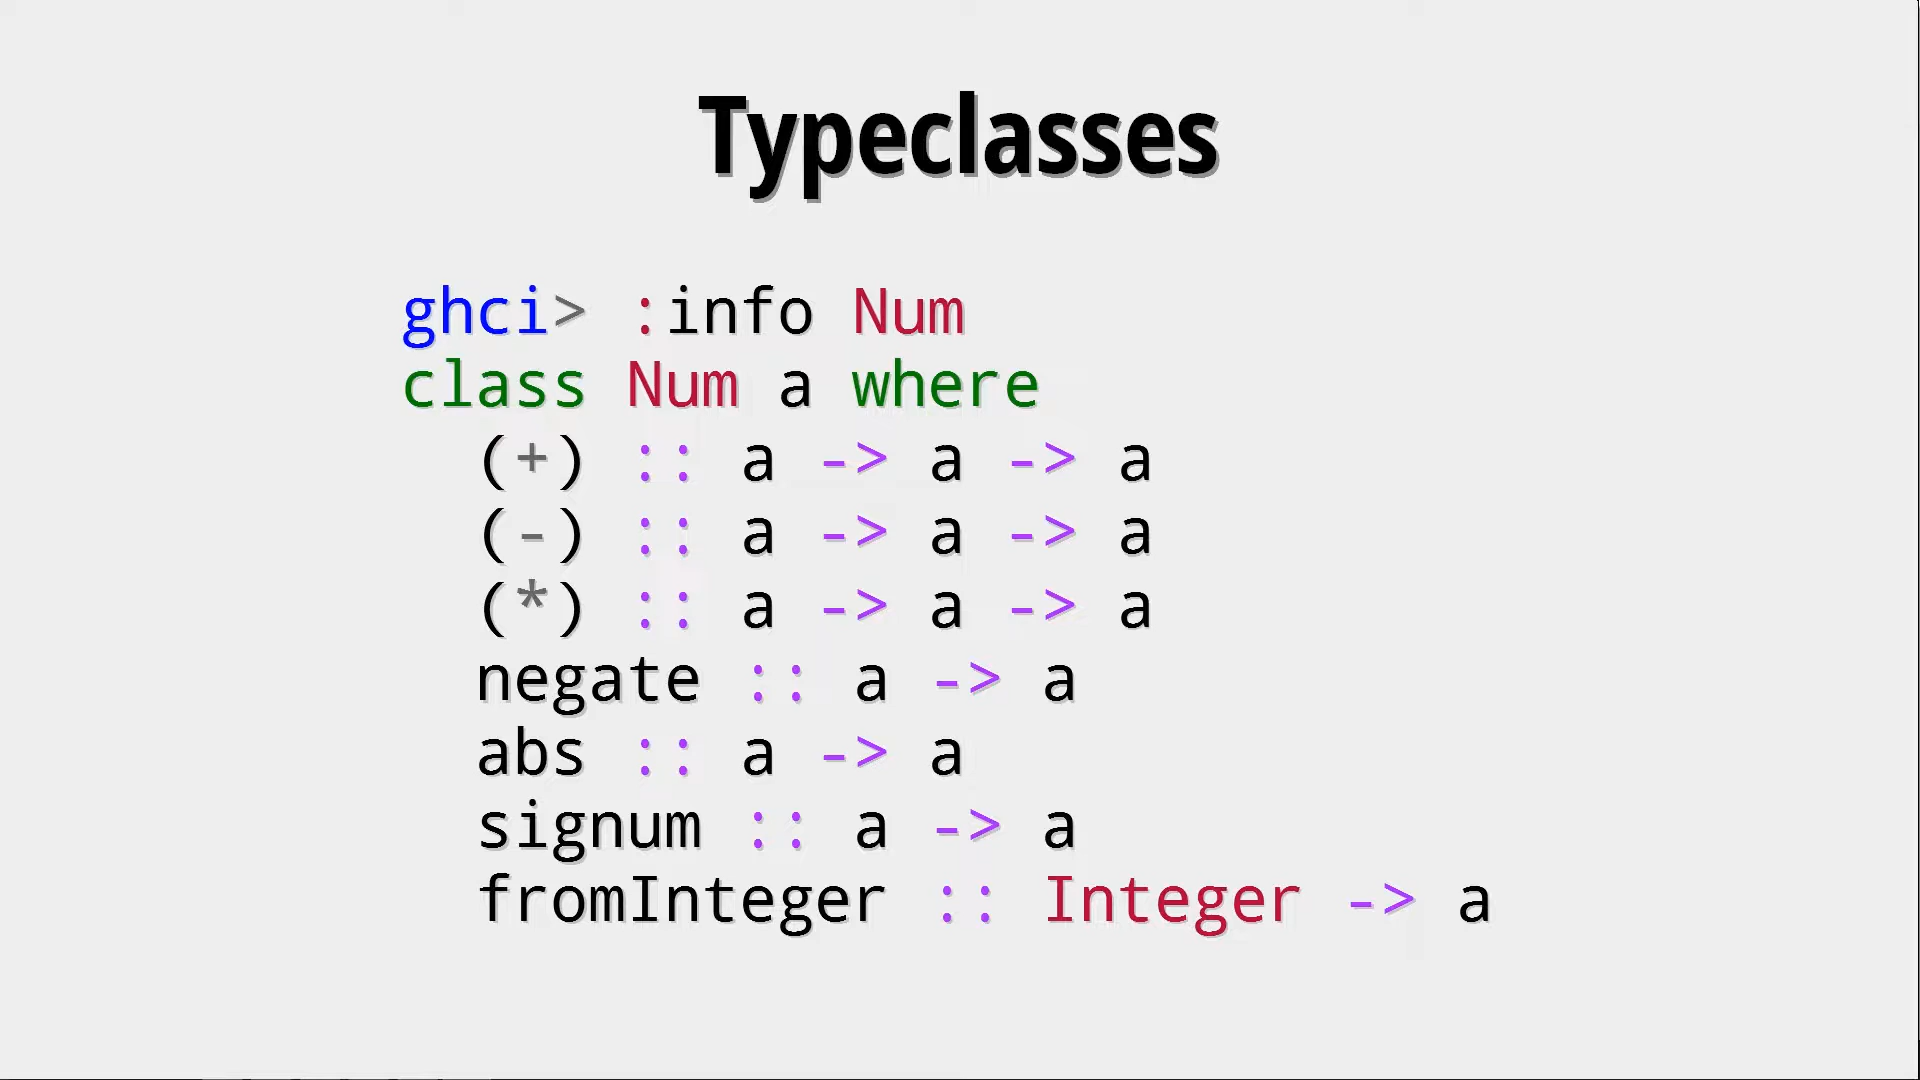 Typeclasses
ghci> :info Num
class Num a where
  (+) :: a -> a -> a
  (-) :: a -> a -> a
  (*) :: a -> a -> a
  negate :: a -> a
  abs :: a -> a
  signum :: a -> a
  fromInteger :: Integer -> a